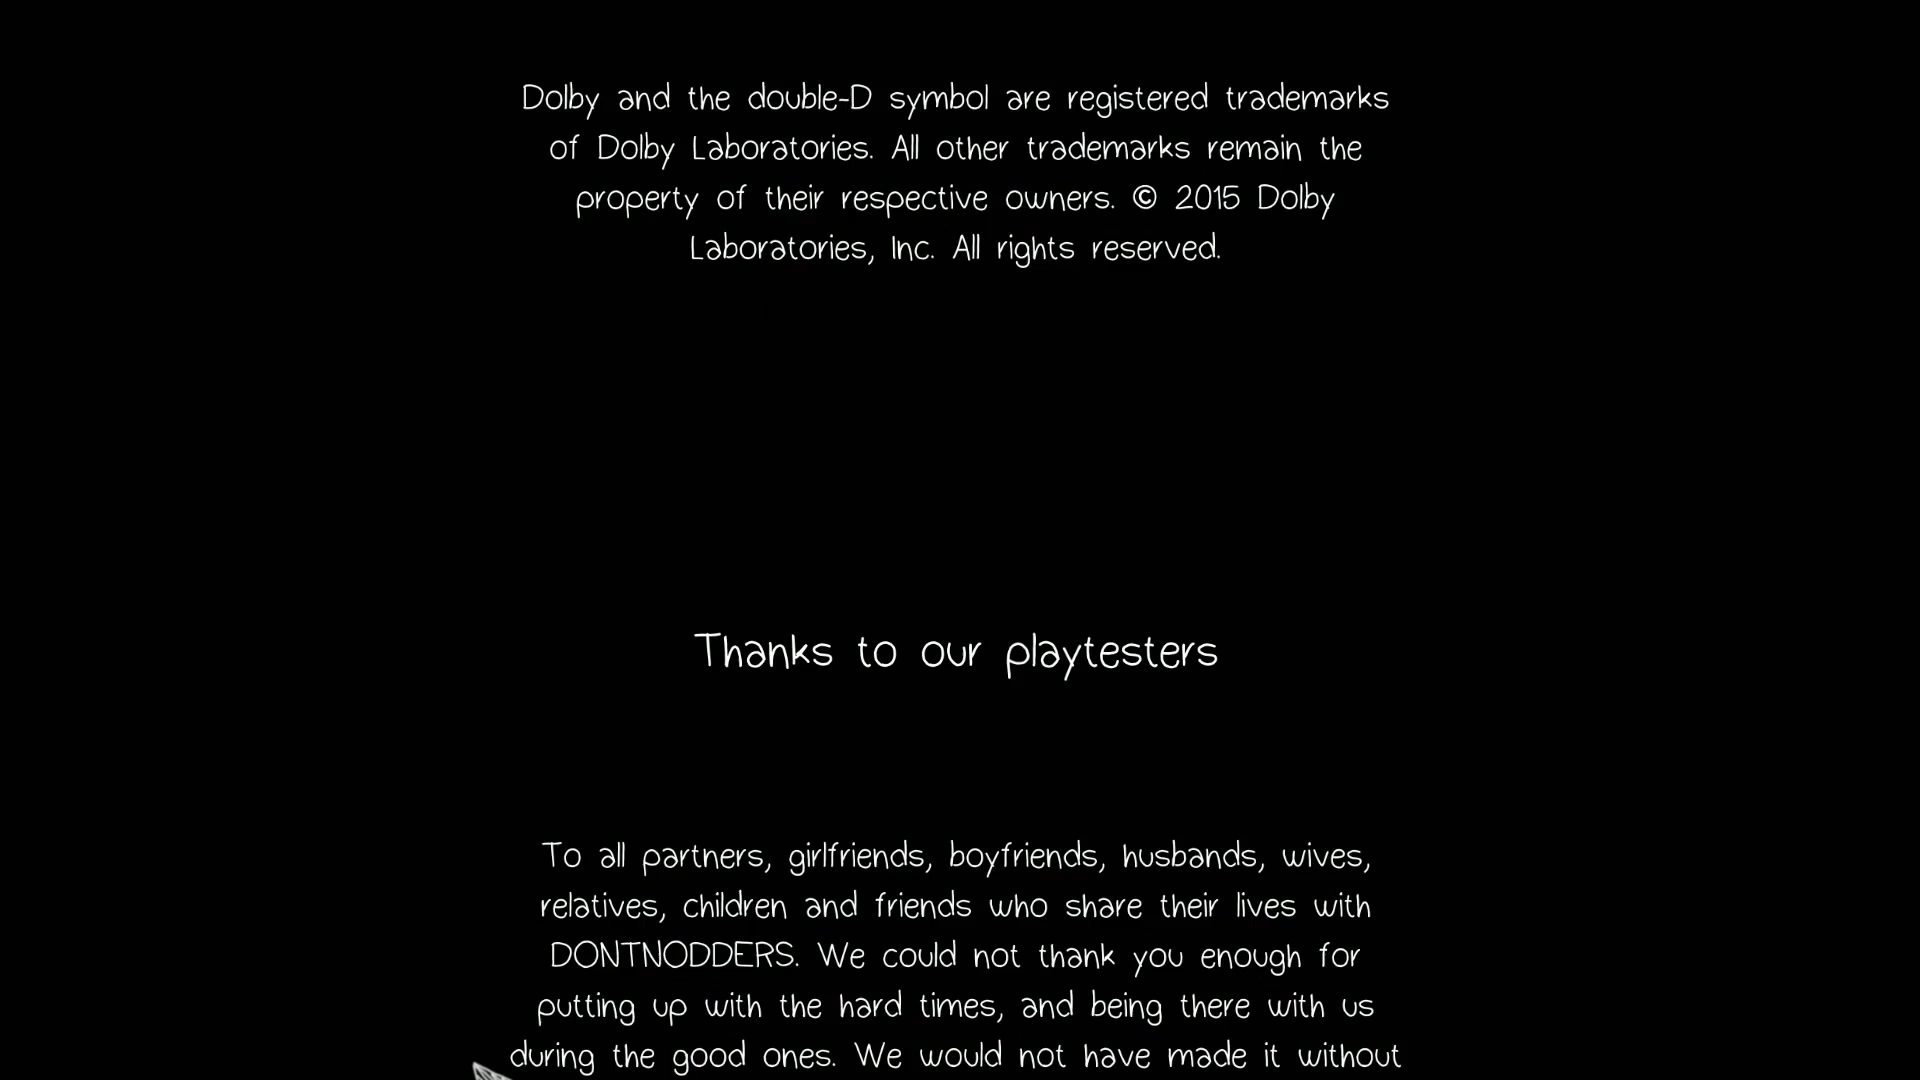 Dolby and the double-D symbol are registered trademarks
of Dolby Laboratories. All other trademarks remain the
property of their respective owners. © 2015 Dolby
Laboratories, Inc. All rights reserved.
Thanks to our playtesters
To all partners, girlfriends, boyfriends, husbands, wives,
relatives, children and friends who share their lives with
DONTNODDERS. We could not thank you enough for
putting up with the hard times, and being there with us
during the good ones. We would not have made it without